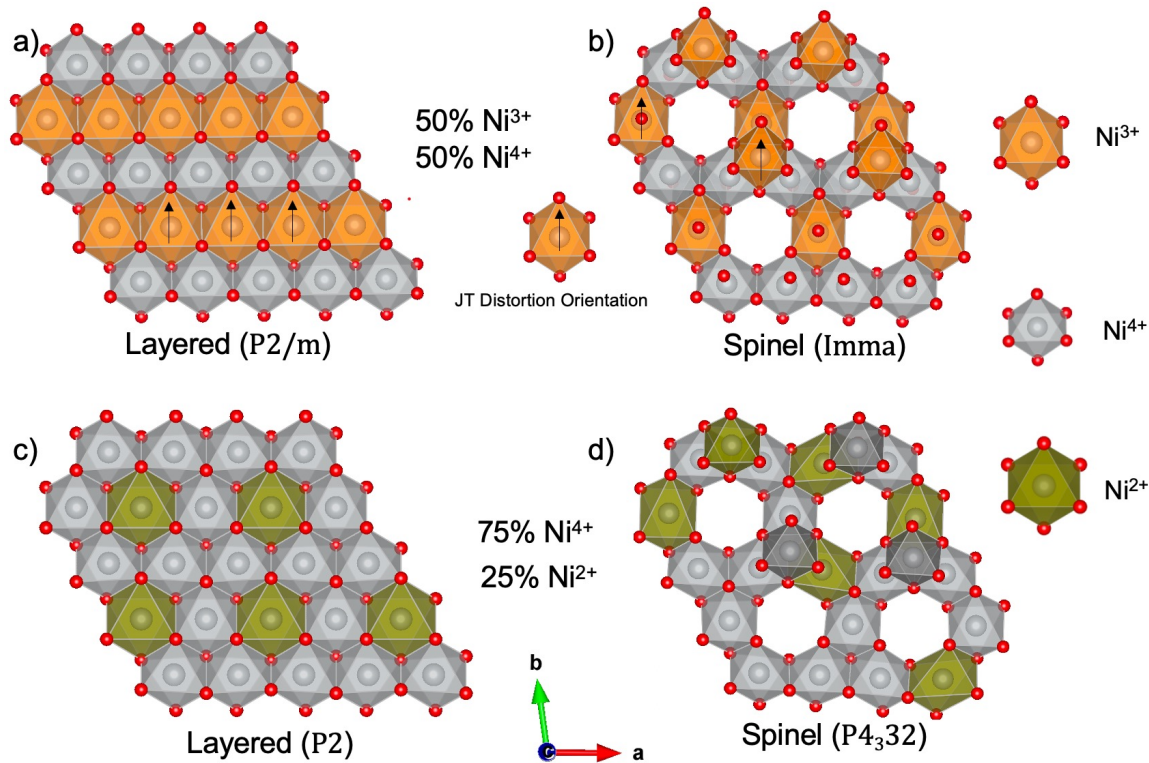 a)
b)
50% Ni³⁺
50% Ni⁴⁺
Ni³⁺
JT Distortion Orientation
Ni⁴⁺
Layered (P2/m)
Spinel (Imma)
c)
d)
75% Ni⁴⁺
25% Ni²⁺
Ni²⁺
b
c
a
Layered (P2)
Spinel (P4₃32)